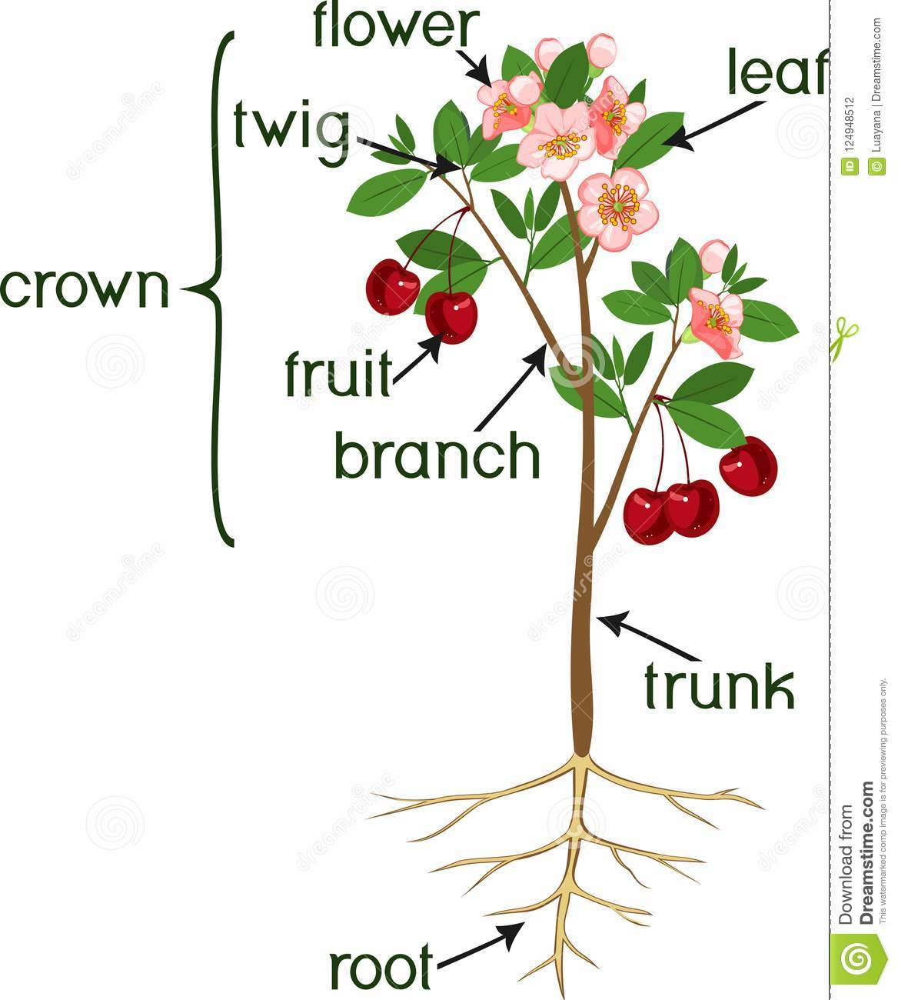 flower
leaf
twig
crown
fruit
branch
trunk
root
Download from
Dreamstime.com
This watermarked comp image is for previewing purposes only.
ID 124948512
© Luayana | Dreamstime.com
dreamstime